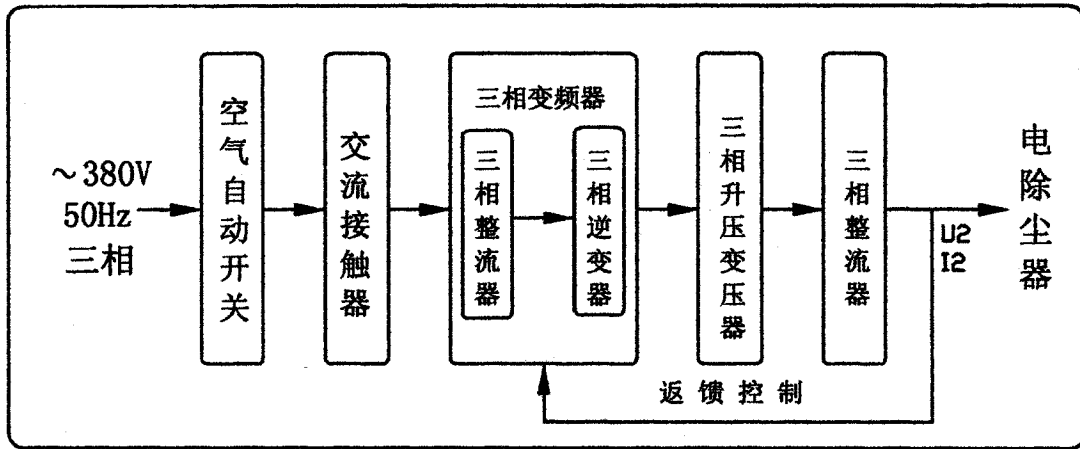 ~380V
50Hz
三相
空气自动开关
交流接触器
三相变频器
三相整流器
三相逆变器
三相升压变压器
三相整流器
U2
I2
电除尘器
返馈控制